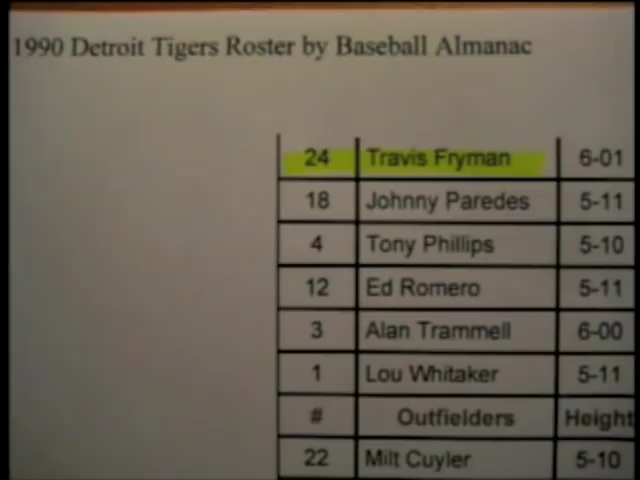 1990 Detroit Tigers Roster by Baseball Almanac
24 Travis Fryman 6-01
18 Johnny Paredes 5-11
4 Tony Phillips 5-10
12 Ed Romero 5-11
3 Alan Trammell 6-00
1 Lou Whitaker 5-11
# Outfielders Height
22 Milt Cuyler 5-10